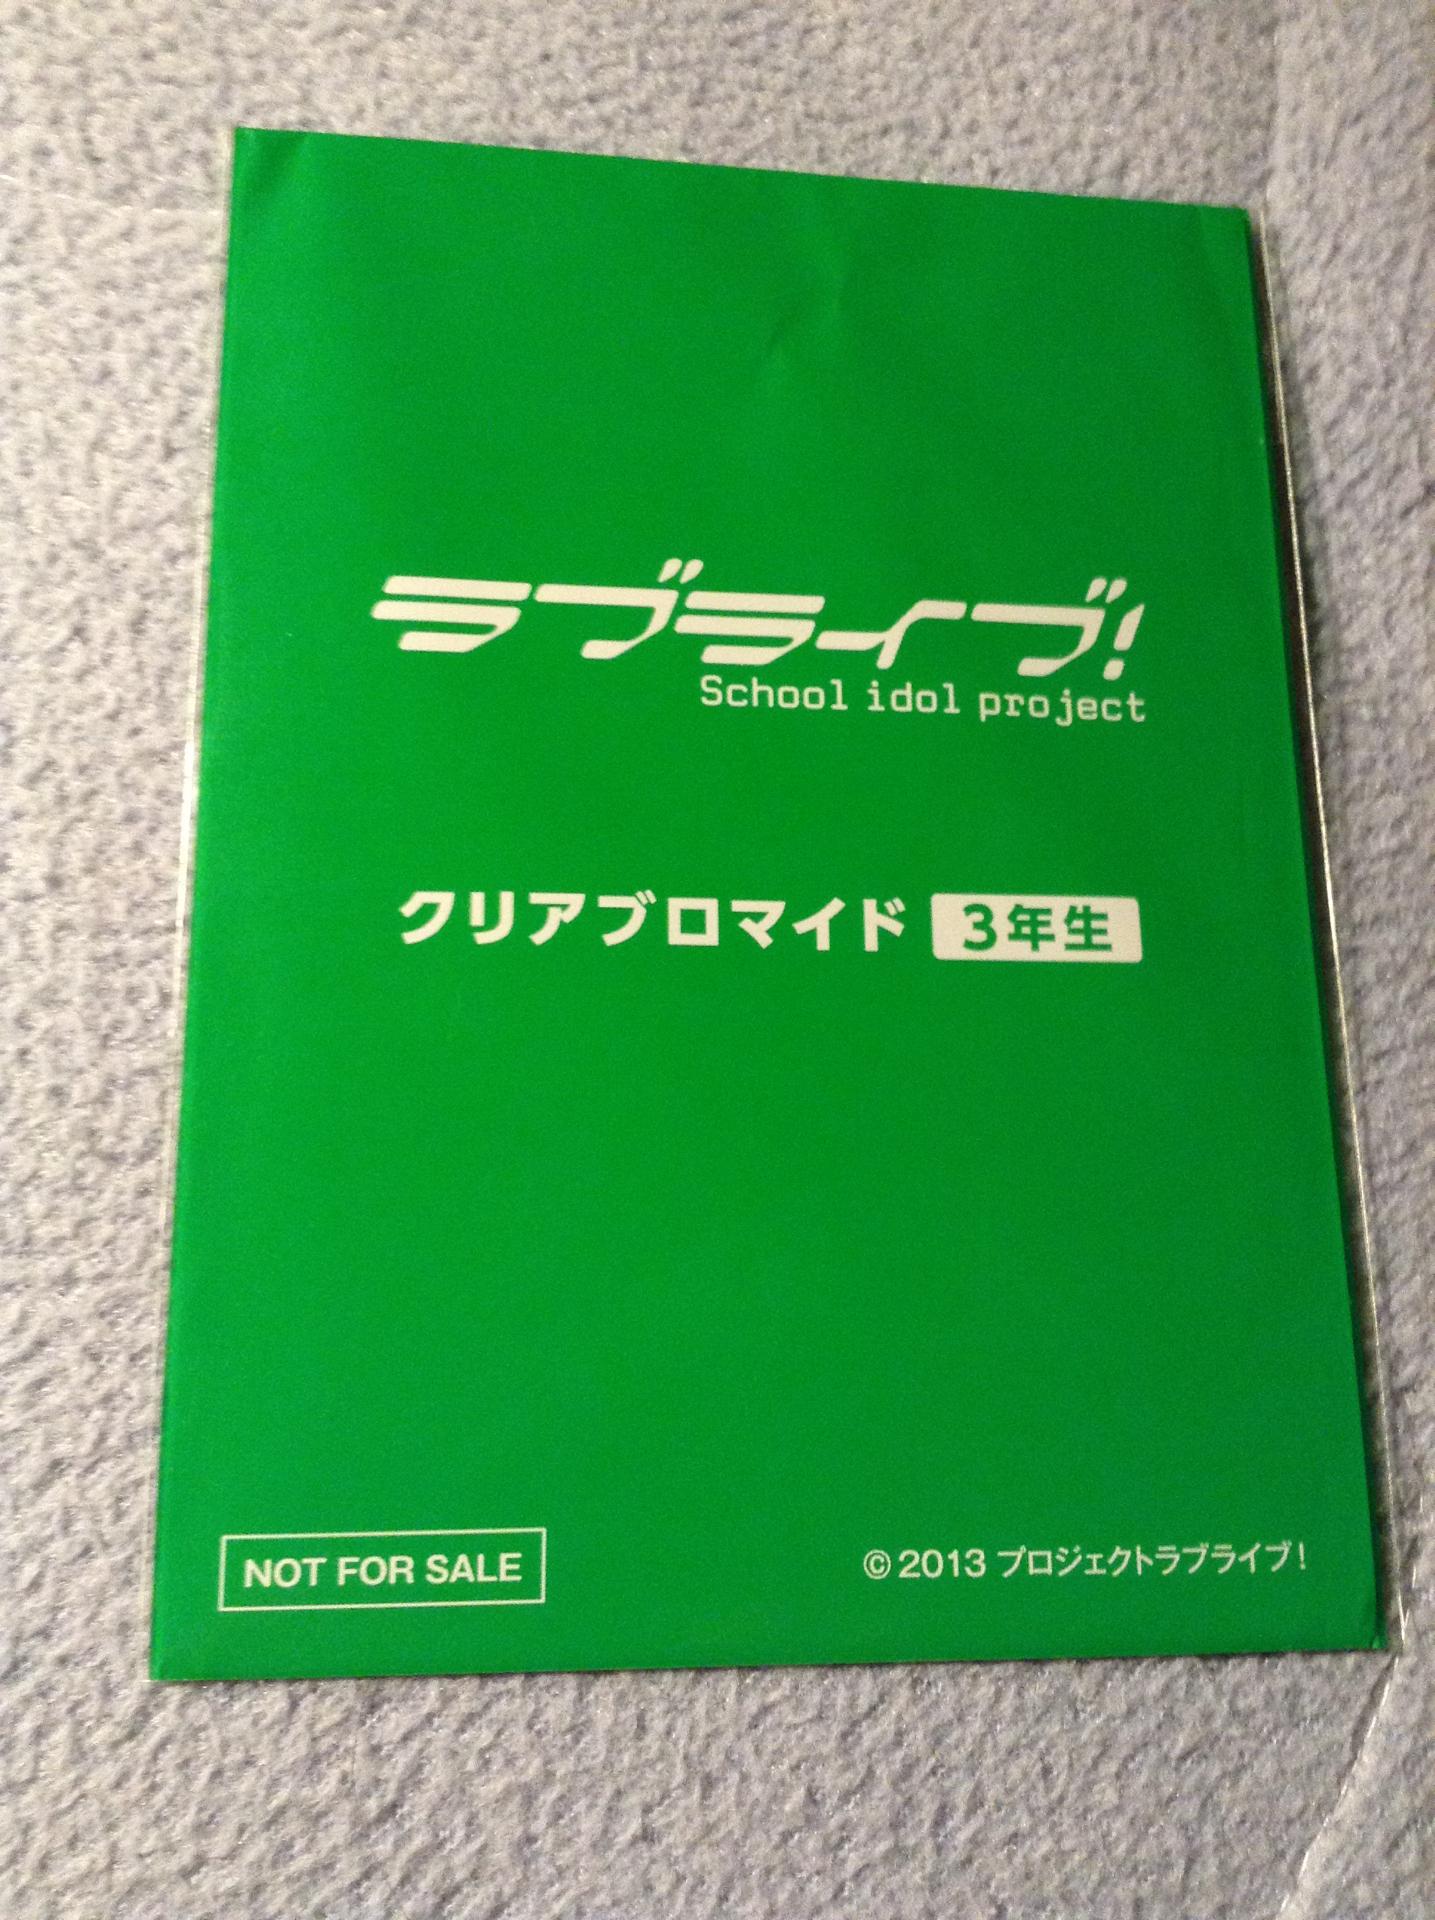 ラブライブ!
School idol project
クリアブロマイド 3年生
NOT FOR SALE
© 2013 プロジェクトラブライブ!